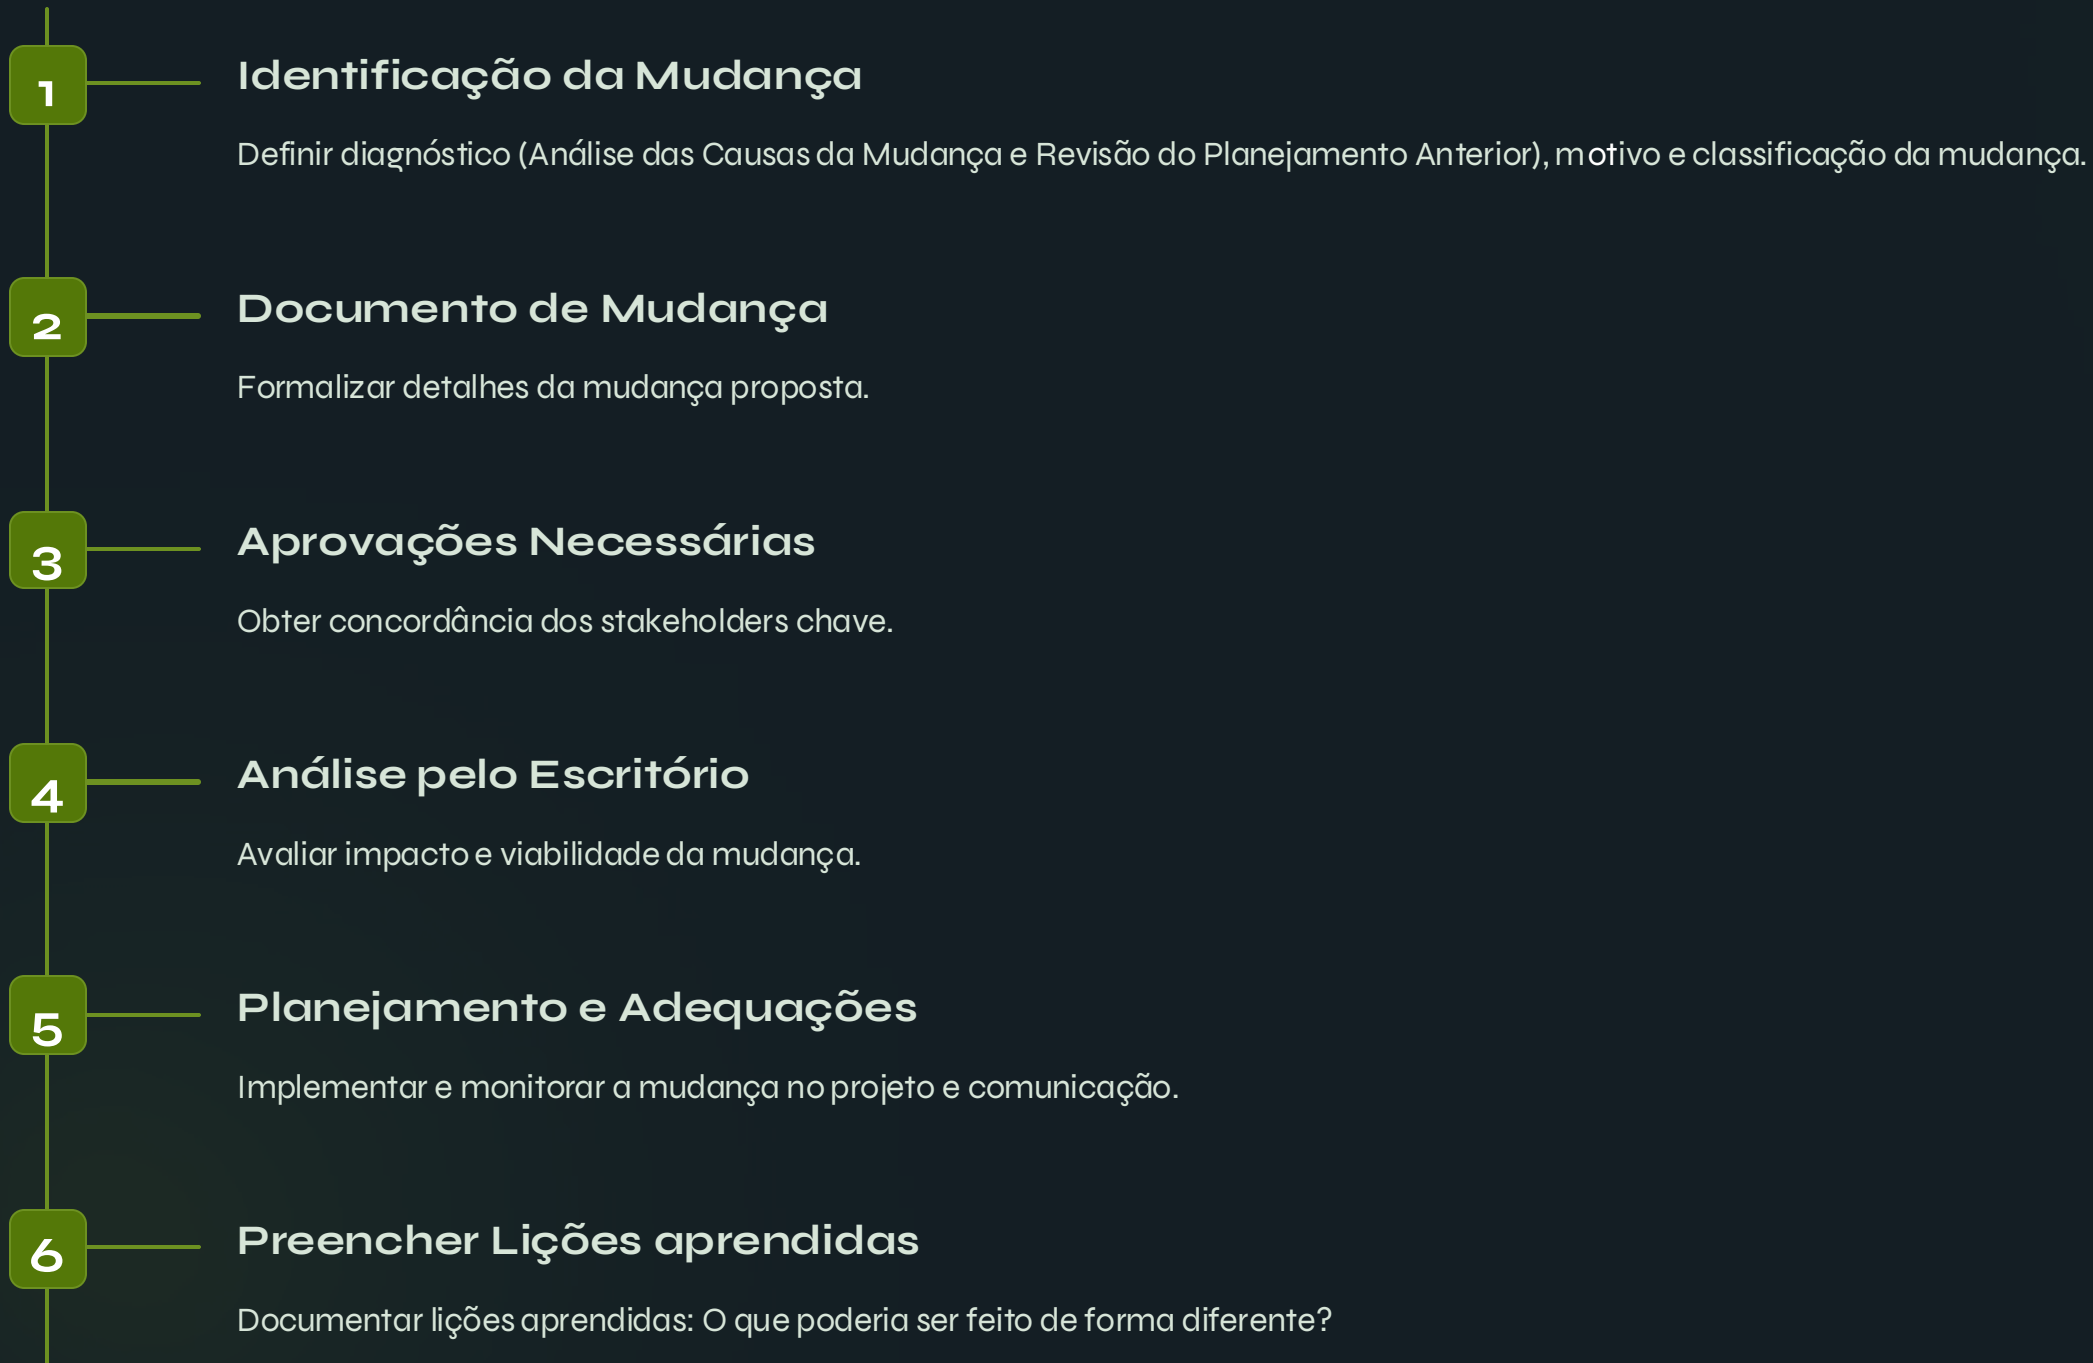 1
Identificação da Mudança
Definir diagnóstico (Análise das Causas da Mudança e Revisão do Planejamento Anterior), motivo e classificação da mudança.
2
Documento de Mudança
Formalizar detalhes da mudança proposta.
3
Aprovações Necessárias
Obter concordância dos stakeholders chave.
4
Análise pelo Escritório
Avaliar impacto e viabilidade da mudança.
5
Planejamento e Adequações
Implementar e monitorar a mudança no projeto e comunicação.
6
Preencher Lições aprendidas
Documentar lições aprendidas: O que poderia ser feito de forma diferente?